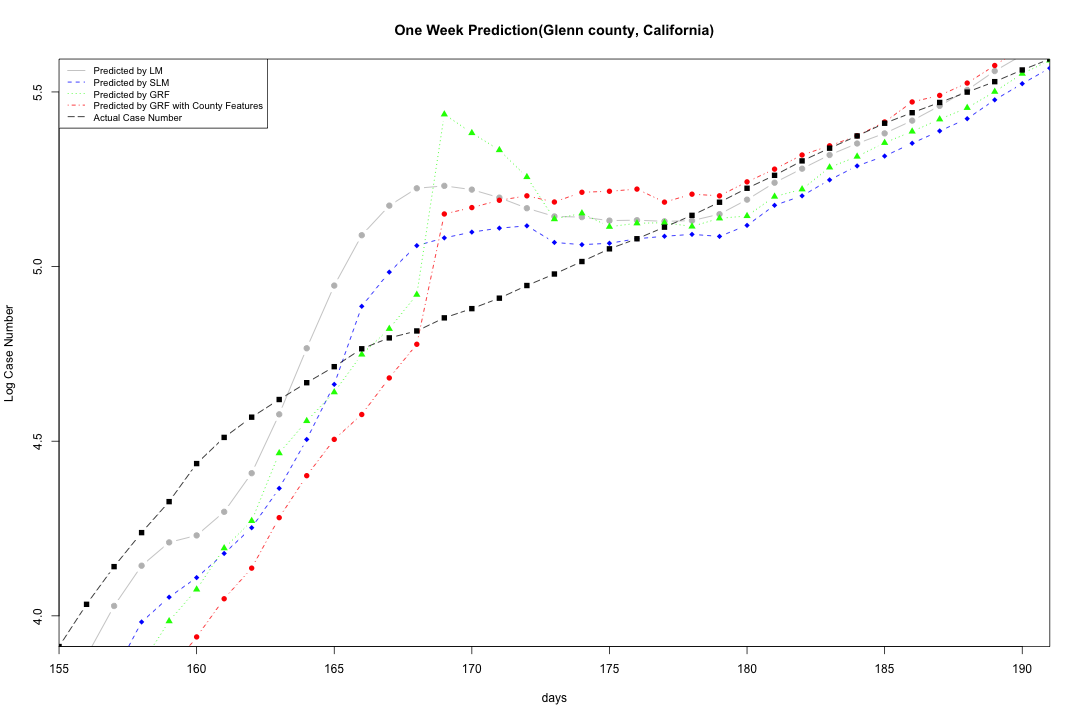 One Week Prediction(Glenn county, California)
Predicted by LM
Predicted by SLM
Predicted by GRF
Predicted by GRF with County Features
Actual Case Number
5.5
5.0
4.5
4.0
Log Case Number
155 160 165 170 175 180 185 190
days